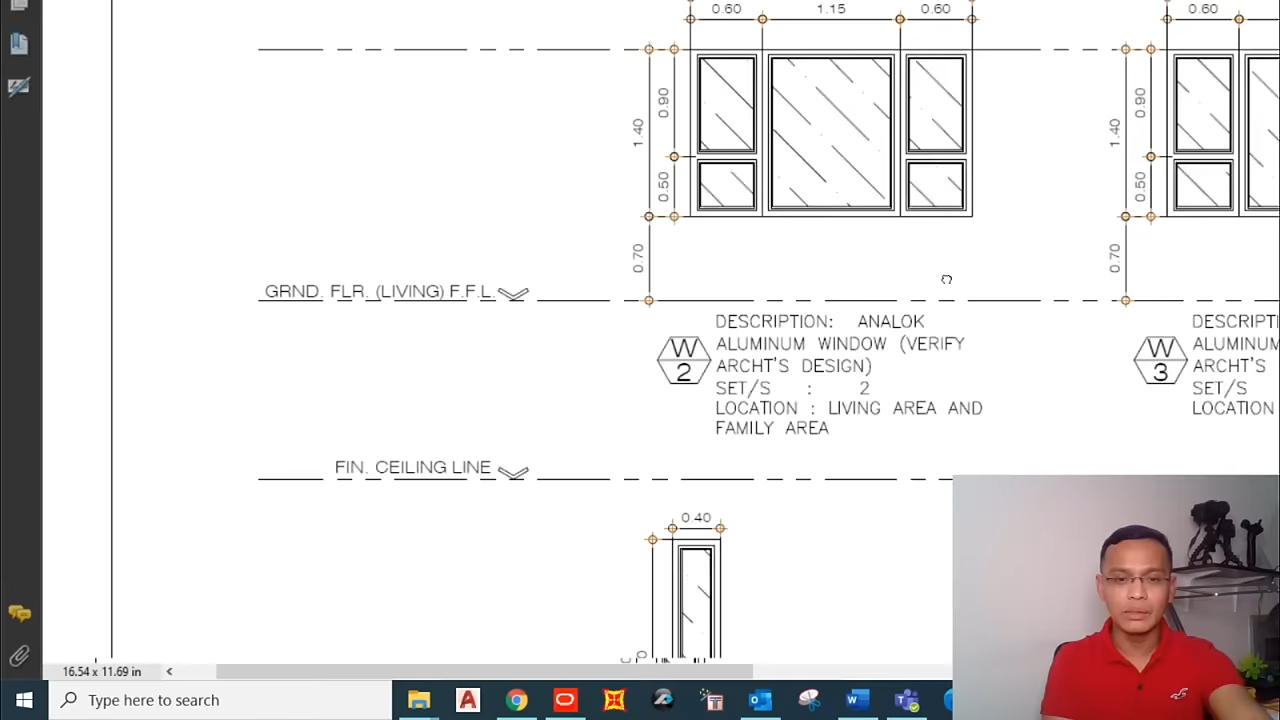 0.60
1.15
0.60
0.60
0.90
1.40
0.50
0.70
0.90
1.40
0.50
0.70
GRND. FLR. (LIVING) F.F.L.
W
2
DESCRIPTION: ANALOK
ALUMINUM WINDOW (VERIFY
ARCHT'S DESIGN)
SET/S : 2
LOCATION : LIVING AREA AND
FAMILY AREA
W
3
DESCRIPTI
ALUMINUM
ARCHT'S
SET/S
LOCATION
FIN. CEILING LINE
0.40
16.54 x 11.69 in
Type here to search